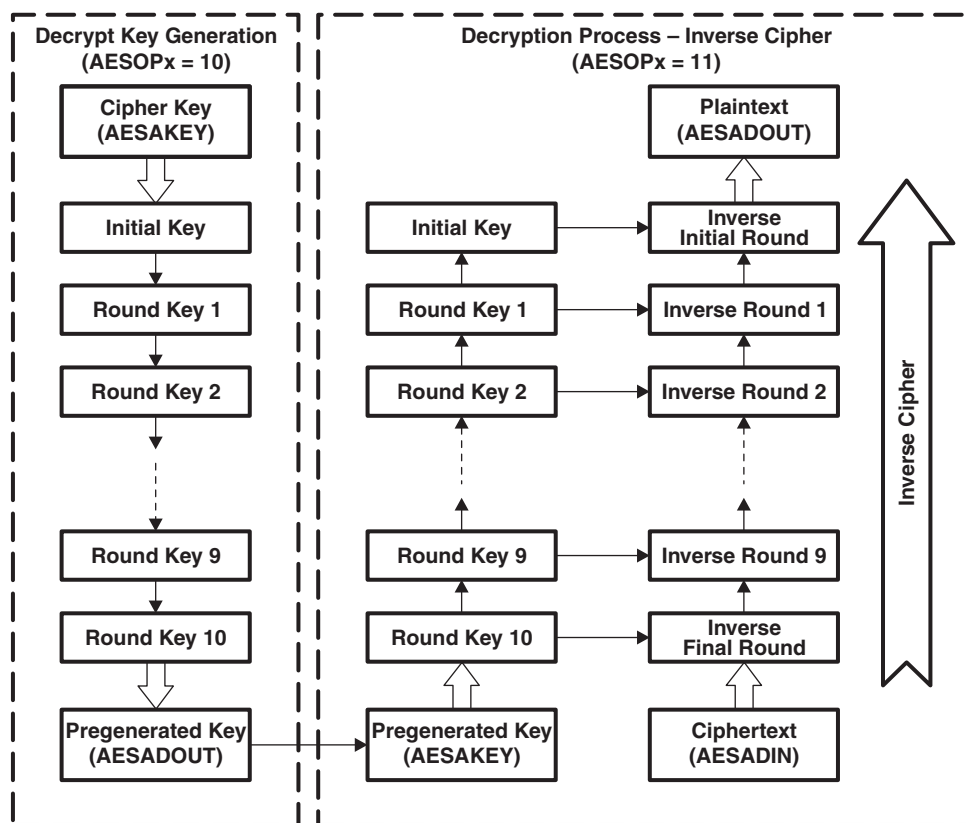 Decrypt Key Generation
(AESOPx = 10)
Cipher Key
(AESAKEY)
Initial Key
Round Key 1
Round Key 2
Round Key 9
Round Key 10
Pregenerated Key
(AESADOUT)
Decryption Process – Inverse Cipher
(AESOPx = 11)
Initial Key
Round Key 1
Round Key 2
Round Key 9
Round Key 10
Pregenerated Key
(AESAKEY)
Plaintext
(AESADOUT)
Inverse
Initial Round
Inverse Round 1
Inverse Round 2
Inverse Round 9
Inverse
Final Round
Ciphertext
(AESADIN)
Inverse Cipher